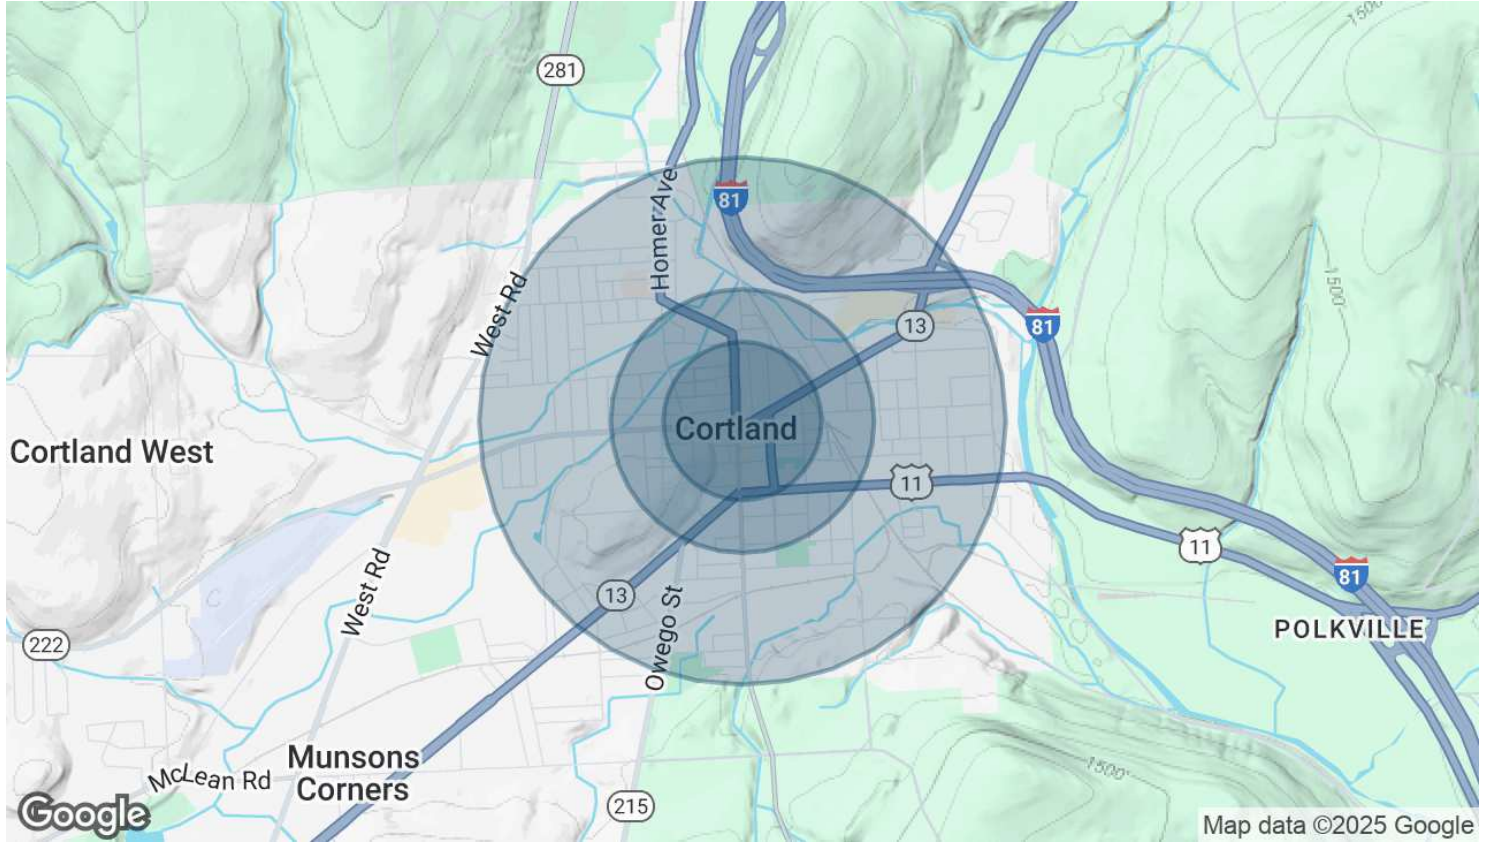 1500'
281
81
Homer Ave
West Rd
13
81
1500'
Cortland
Cortland West
11
11
81
13
West Rd
Owego St
222
POLKVILLE
Munsons
Corners
McLean Rd
1500'
215
Google
Map data ©2025 Google